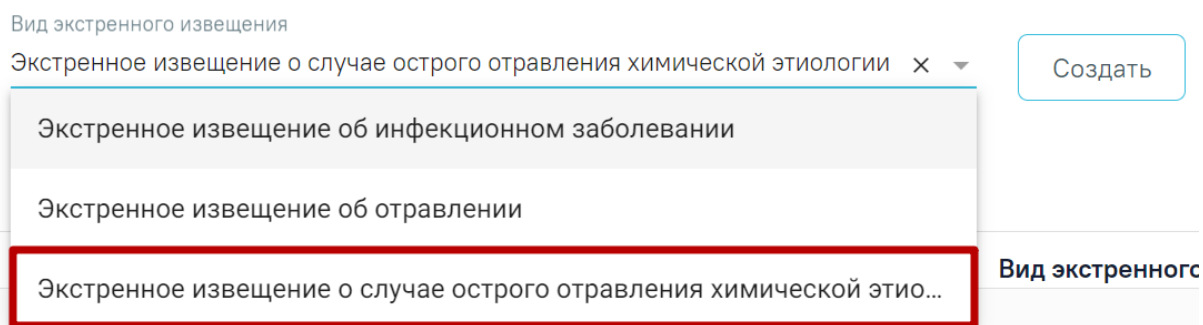 Вид экстренного извещения
Экстренное извещение о случае острого отравления химической этиологии
Создать
Экстренное извещение об инфекционном заболевании
Экстренное извещение об отравлении
Вид экстренного
Экстренное извещение о случае острого отравления химической этио...